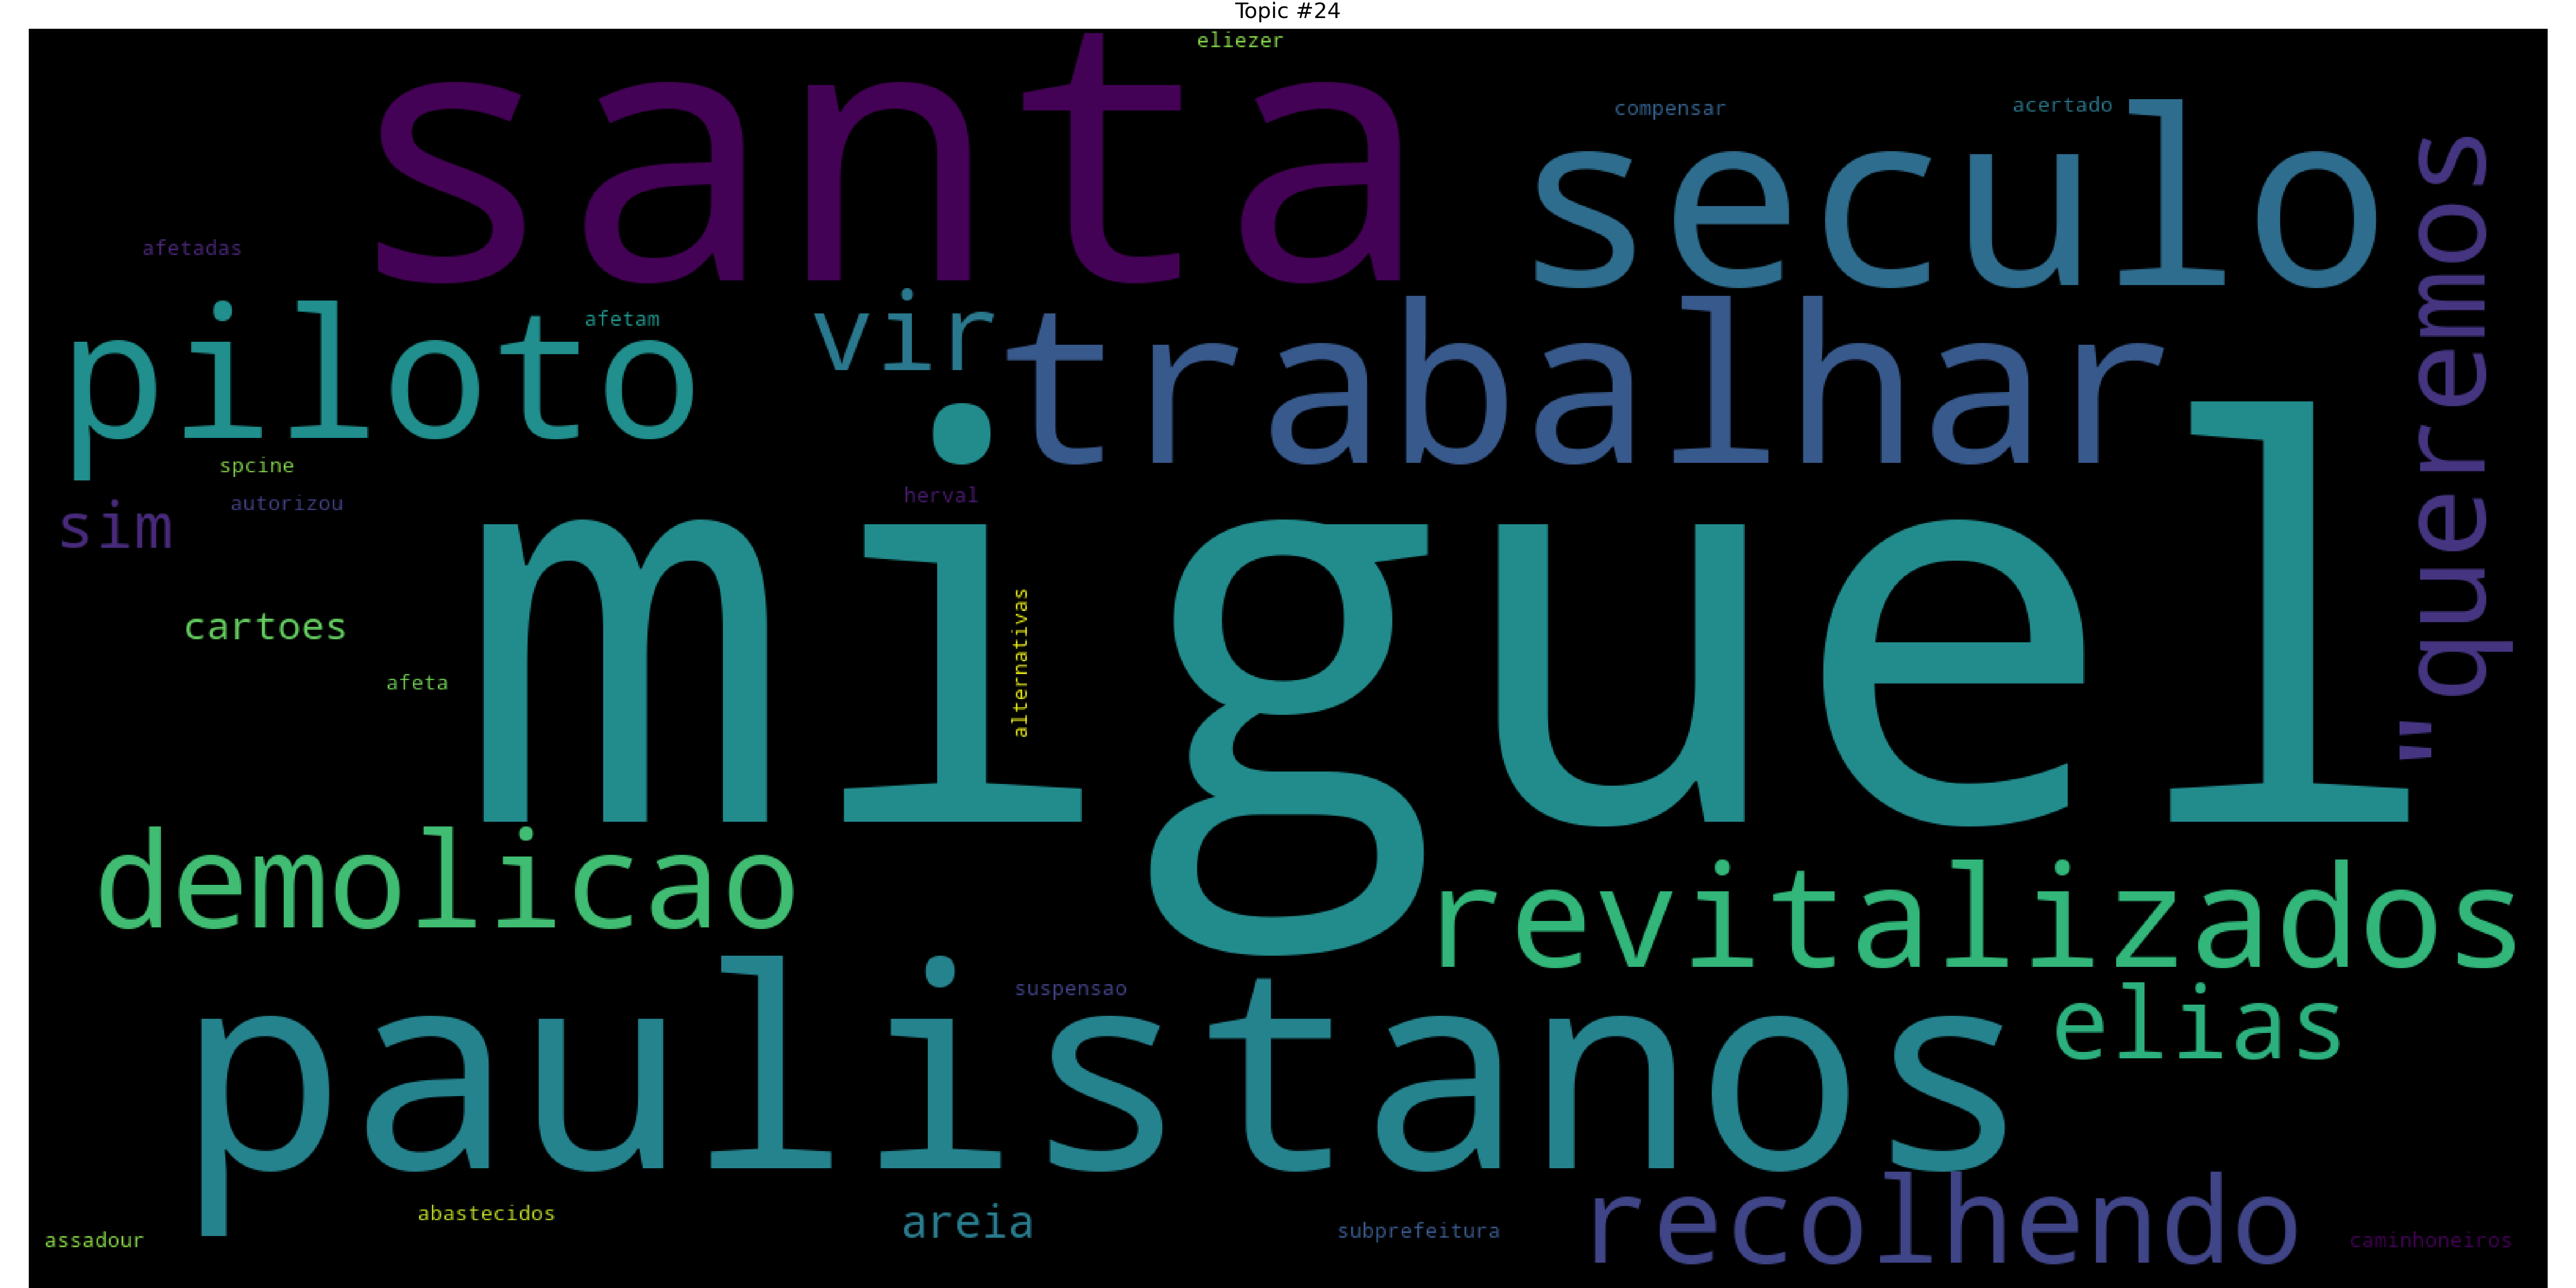 Topic #24
eliezer
santa
compensar
acertado
seculo
"queremos
afetadas
piloto
afetam
vir
trabalhar
spcine
autorizou
sim
herval
miguel
cartoes
afeta
alternativas
demolicao
revitalizados
suspensao
elias
paulistanos
abastecidos
areia
subprefeitura
recolhendo
assadour
caminhoneiros